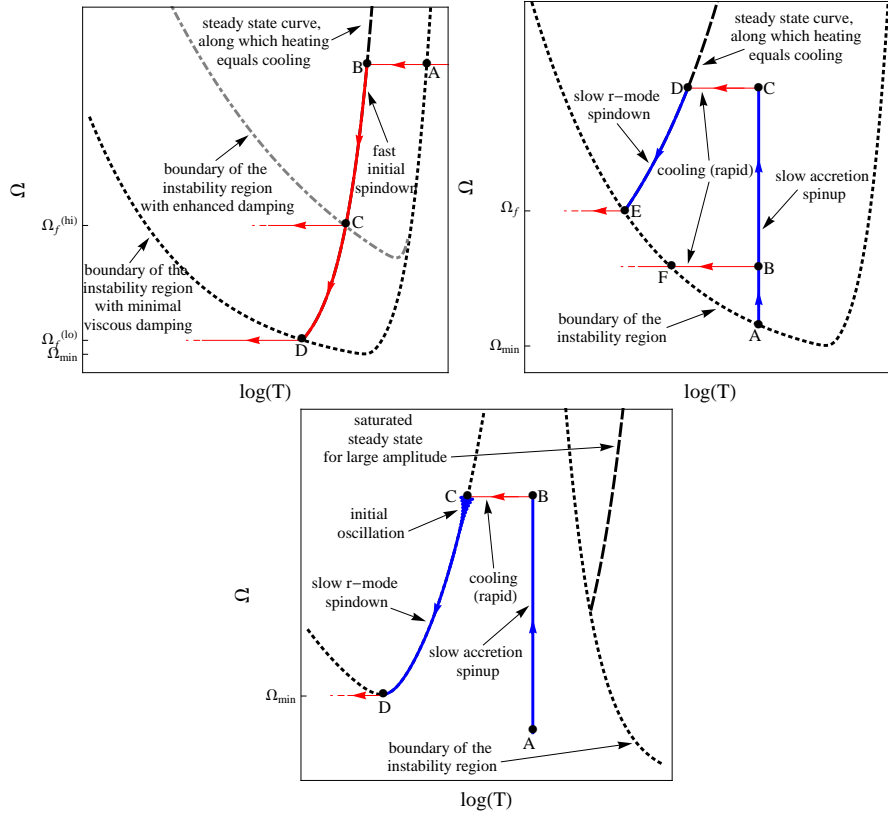 steady state curve,
along which heating
equals cooling
B
A
boundary of the
instability region
with enhanced damping
fast
initial
spindown
Ω
Ω_f^(hi)
C
boundary of the
instability region
with minimal
viscous damping
Ω_f^(lo)
Ω_min
D
log(T)
steady state curve,
along which heating
equals cooling
D
C
slow r−mode
spindown
cooling (rapid)
slow accretion
spinup
Ω
Ω_f
E
F
B
boundary of the
instability region
A
Ω_min
log(T)
saturated
steady state
for large amplitude
C
B
initial
oscillation
cooling
(rapid)
slow r−mode
spindown
Ω
slow accretion
spinup
Ω_min
D
A
boundary of the
instability region
log(T)